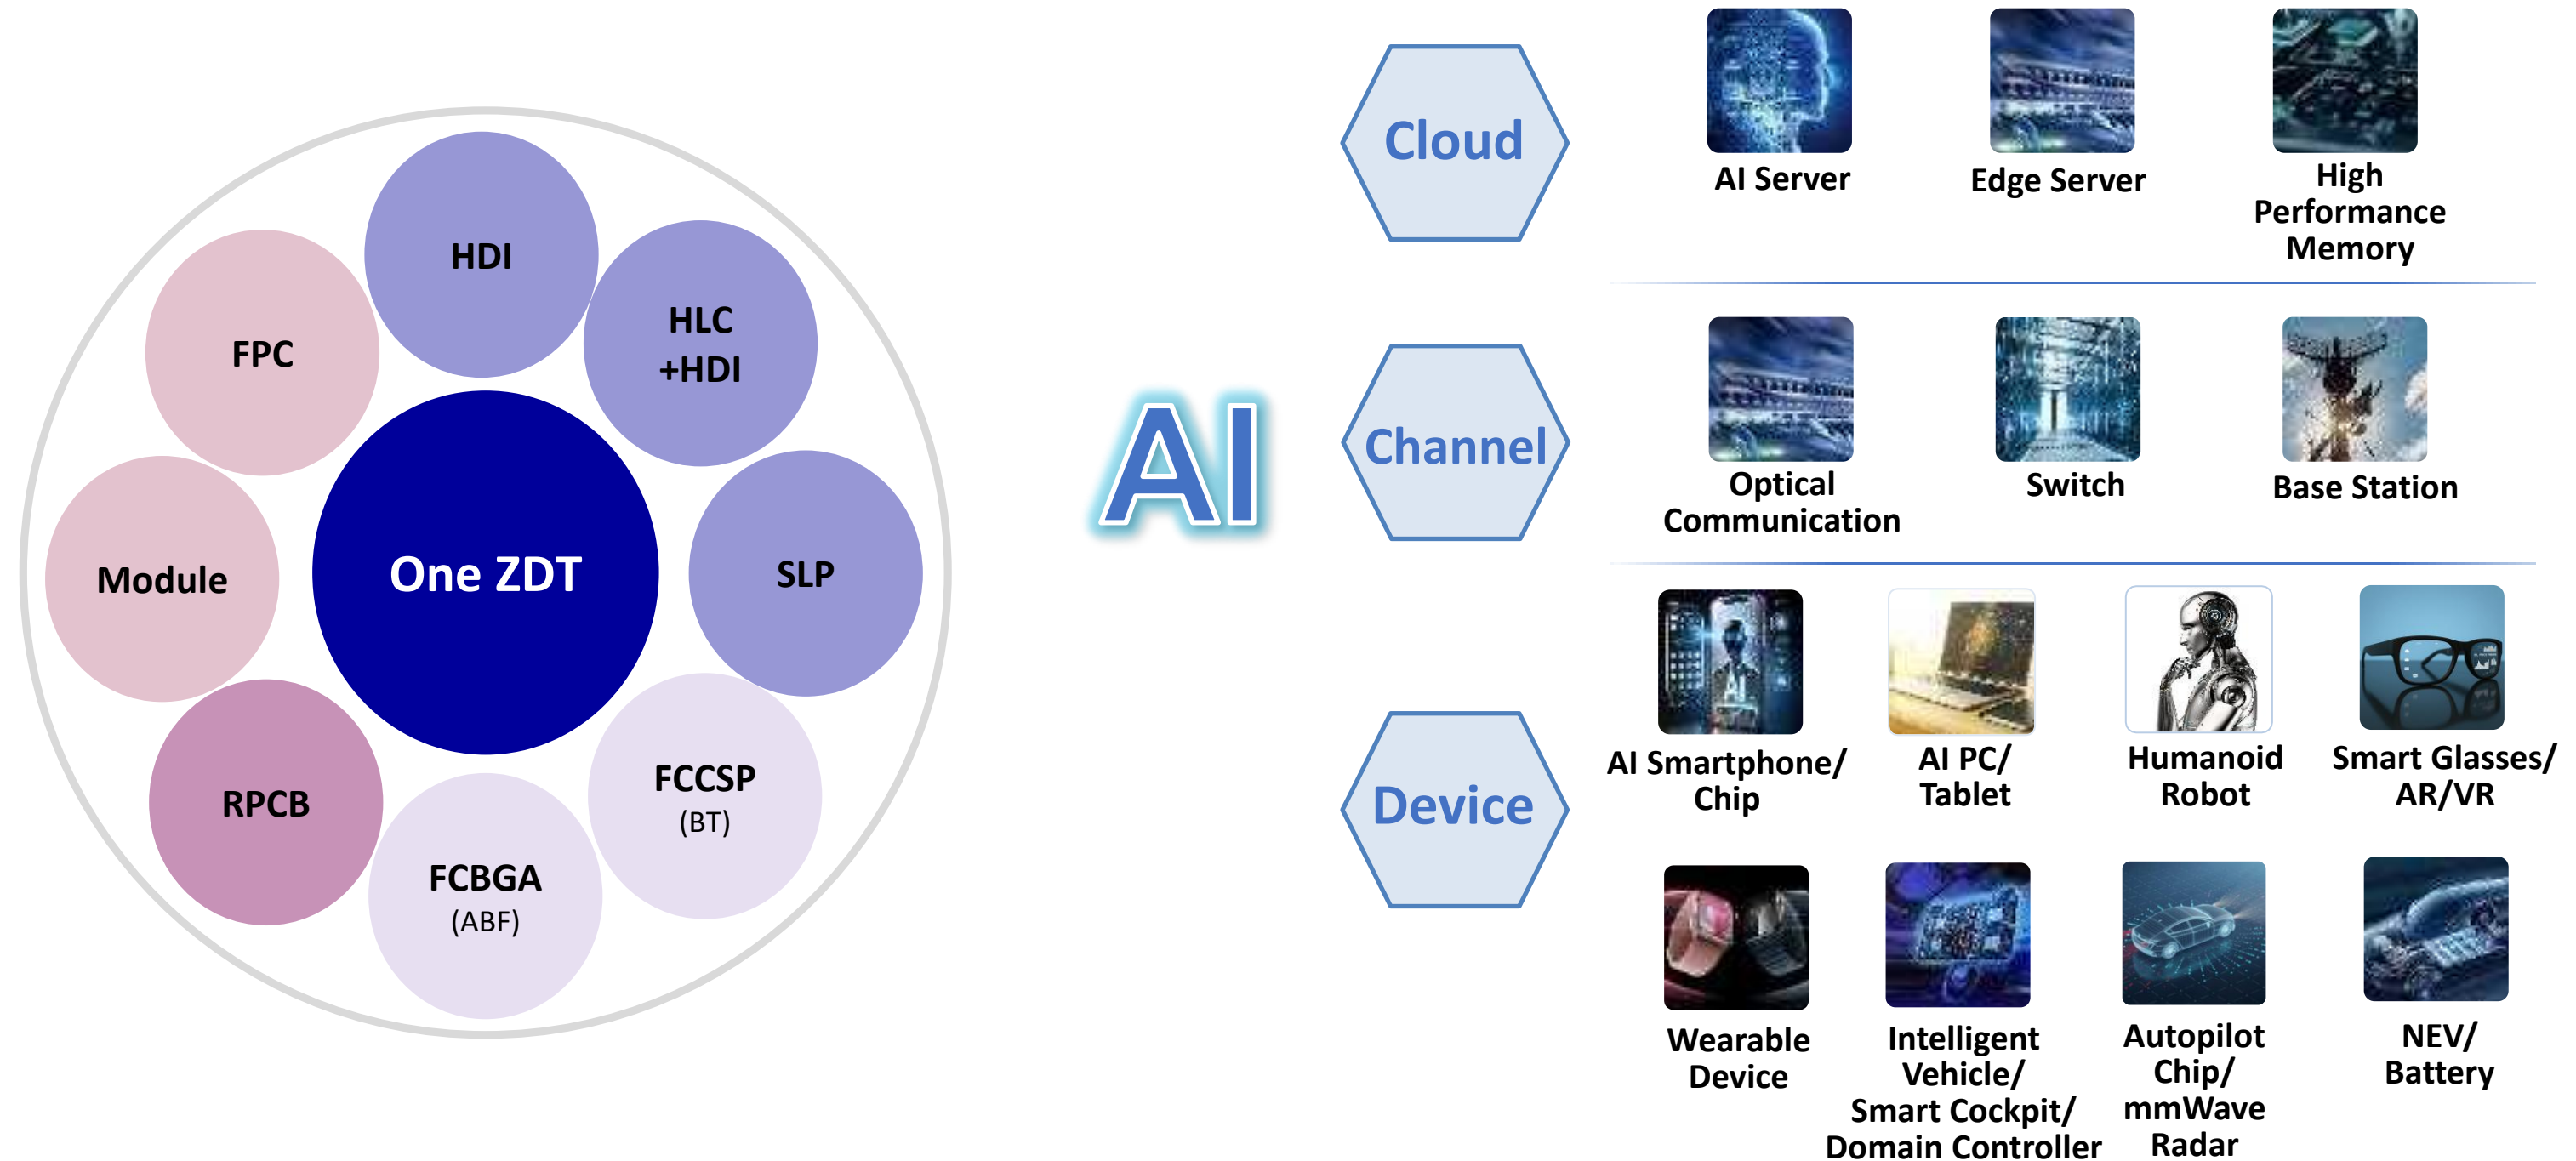 HDI
HLC
+HDI
FPC
SLP
Module
One ZDT
RPCB
FCCSP
(BT)
FCBGA
(ABF)
AI
Cloud
AI Server
Edge Server
High
Performance
Memory
Channel
Optical
Communication
Switch
Base Station
Device
AI
AI Smartphone/
Chip
AI PC/
Tablet
Humanoid
Robot
Smart Glasses/
AR/VR
Wearable
Device
Intelligent
Vehicle/
Smart Cockpit/
Domain Controller
Autopilot
Chip/
mmWave
Radar
NEV/
Battery